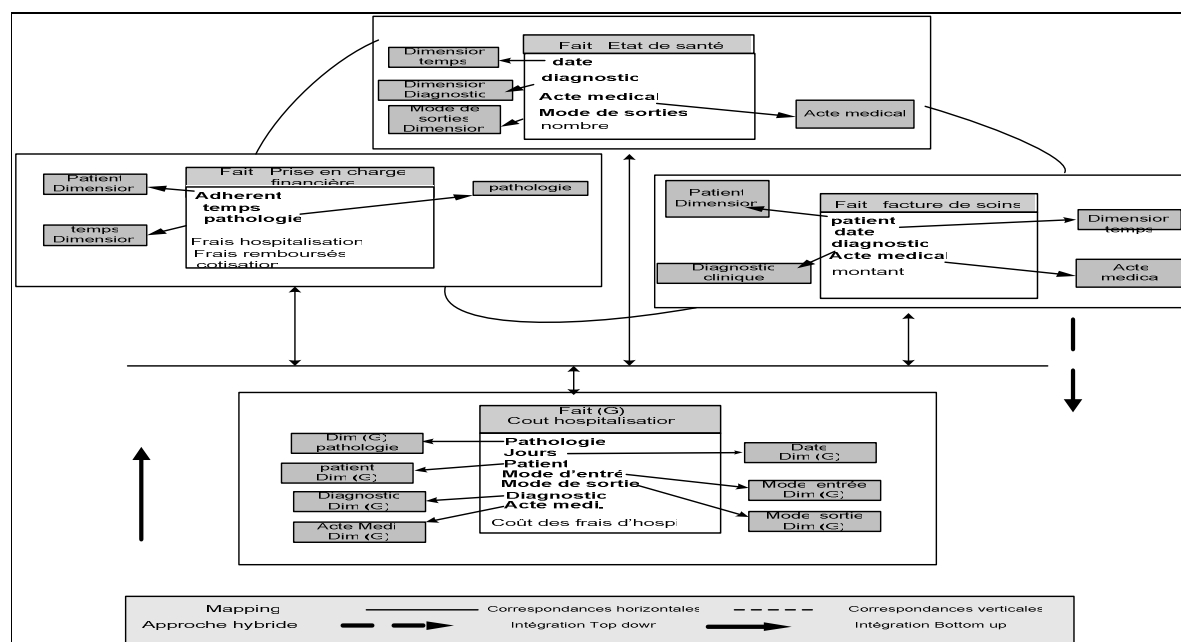 Fait Etat de santé
Dimension
temps
date
diagnostic
Dimension
Diagnostic
Acte medical
Mode de
sorties
Dimension
Mode de sorties
nombre
Acte medical
Fait Prise en charge
financière
Patient
Dimension
Adherent
temps
pathologie
pathologie
temps
Dimension
Frais hospitalisation
Frais remboursés
cotisation
Patient
Dimension
Fait facture de soins
patient
date
diagnostic
Acte medical
montant
Dimension
temps
Diagnostic
clinique
Acte
medica
Fait (G)
Cout hospitalisation
Dim (G)
pathologie
Pathologie
Jours
Patient
Mode d'entré
Mode de sortie
Diagnostic
Acte medi.
Coût des frais d'hospi
Date
Dim (G)
patient
Dim (G)
Mode entrée
Dim (G)
Diagnostic
Dim (G)
Mode sortie
Dim (G)
Acte Medi
Dim (G)
Mapping Correspondances horizontales Correspondances verticales
Approche hybride Intégration Top down Intégration Bottom up